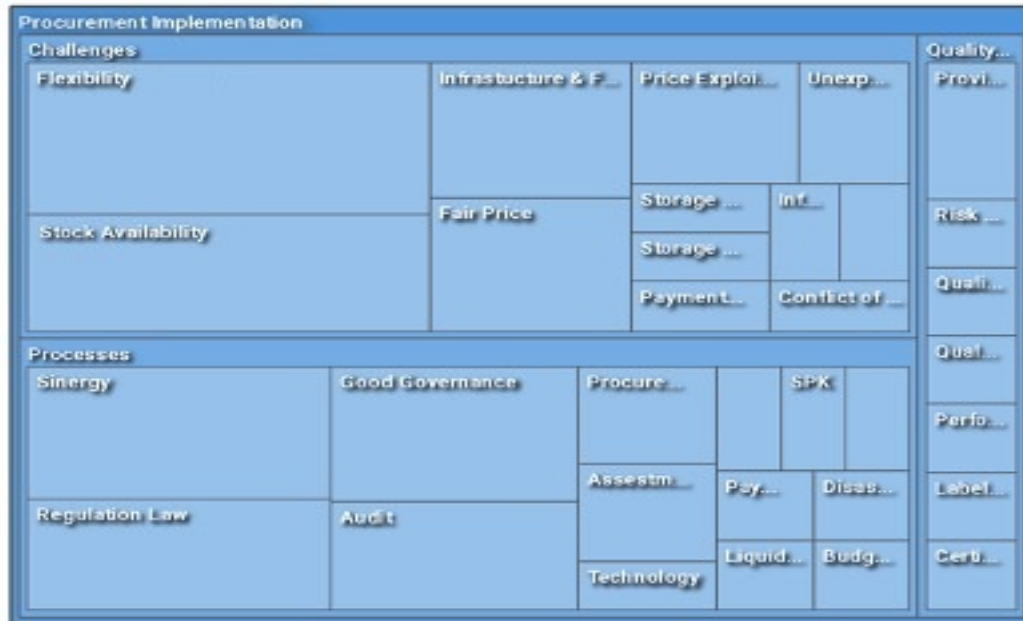 Procurement Implementation
Challenges
Flexibility
Infrastucture & F...
Price Exploi...
Unexp...
Stock Availability
Fair Price
Storage ...
Inf...
Storage ...
Payment...
Conflict of ...
Processes
Sinergy
Good Governance
Procure...
SPK
Regulation Law
Audit
Assestm...
Pay...
Disas...
Technology
Liquid...
Budg...
Quality...
Provi...
Risk ...
Quali...
Qual...
Perfo...
Label...
Certi...